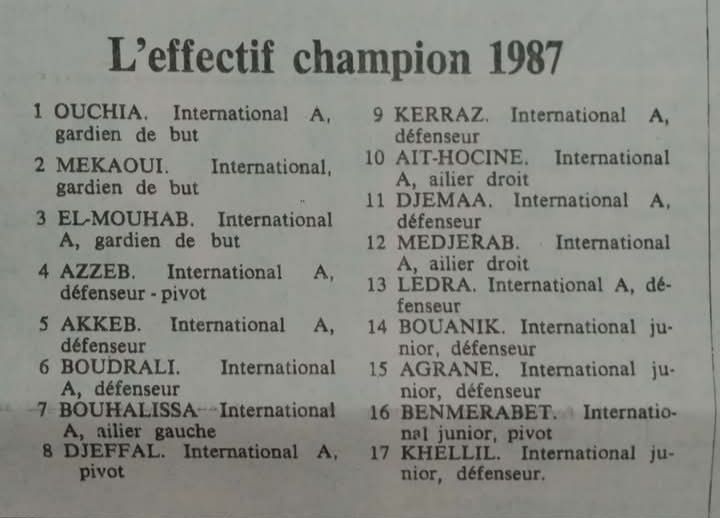 L'effectif champion 1987
1 OUCHIA. International A,
gardien de but
2 MEKAOUI. International,
gardien de but
3 EL-MOUHAB. International
A, gardien de but
4 AZZEB. International A,
défenseur - pivot
5 AKKEB. International A,
défenseur
6 BOUDRALI. International
A, défenseur
7 BOUHALISSA International
A, ailier gauche
8 DJEFFAL. International A,
pivot
9 KERRAZ. International A,
défenseur
10 AIT-HOCINE. International
A, ailier droit
11 DJEMAA. International A,
défenseur
12 MEDJERAB. International
A, ailier droit
13 LEDRA. International A, dé-
fenseur
14 BOUANIK. International ju-
nior, défenseur
15 AGRANE. International ju-
nior, défenseur
16 BENMERABET. Internatio-
nal junior, pivot
17 KHELLIL. International ju-
nior, défenseur.